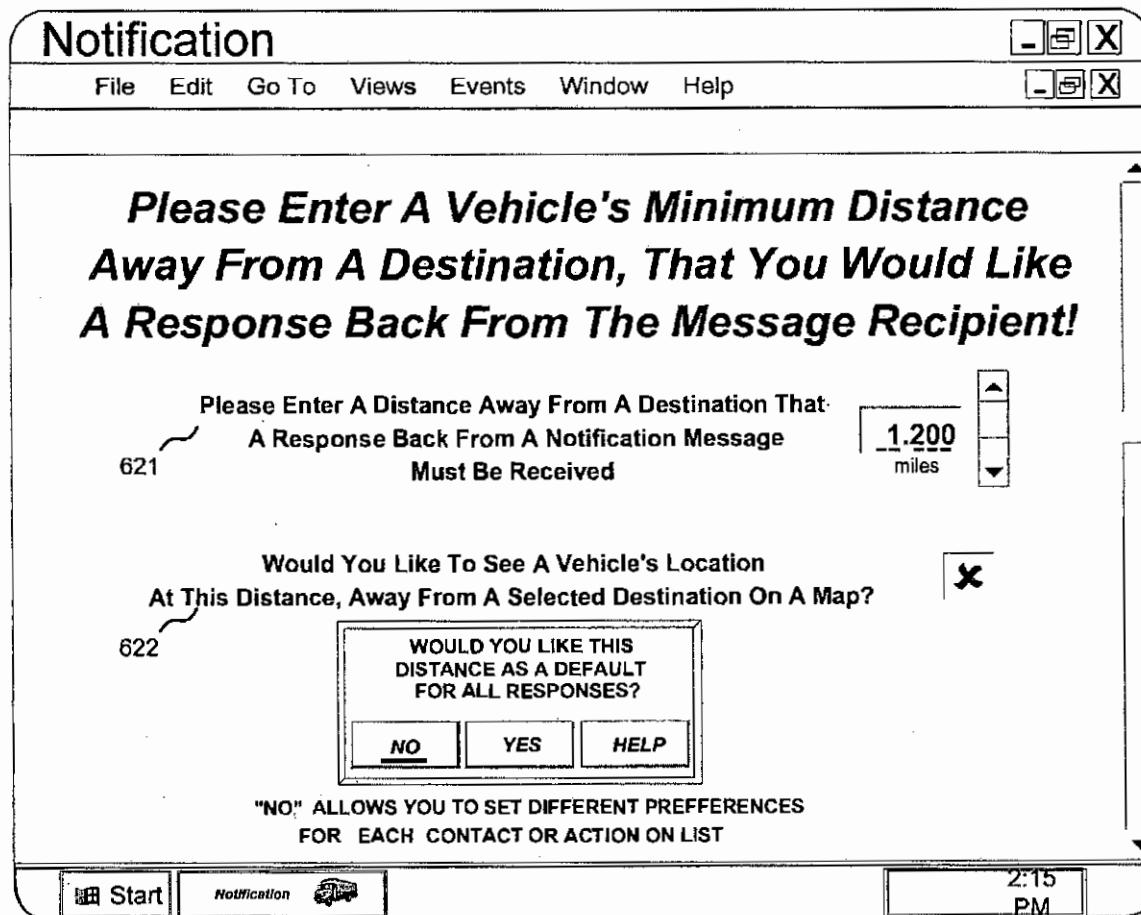 Notification
File Edit Go To Views Events Window Help
Please Enter A Vehicle's Minimum Distance
Away From A Destination, That You Would Like
A Response Back From The Message Recipient!
Please Enter A Distance Away From A Destination That
A Response Back From A Notification Message
Must Be Received
1.200
miles
621
Would You Like To See A Vehicle's Location
At This Distance, Away From A Selected Destination On A Map?
622
WOULD YOU LIKE THIS
DISTANCE AS A DEFAULT
FOR ALL RESPONSES?
NO YES HELP
"NO," ALLOWS YOU TO SET DIFFERENT PREFFERENCES
FOR EACH CONTACT OR ACTION ON LIST
Start Notification 2:15
PM